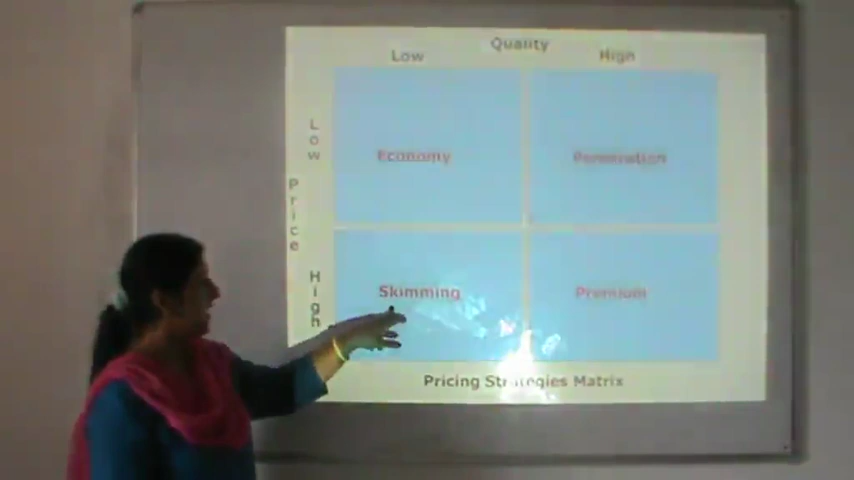 Quality
Low High
Low
Economy Penetration
Price
High
Skimming Premium
Pricing Strategies Matrix